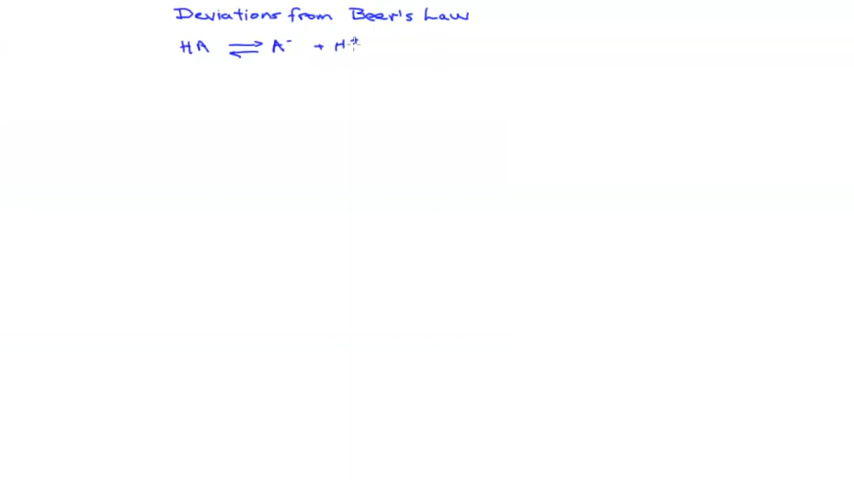 Deviations from Beer's Law
HA ⇌ A⁻ + H⁺